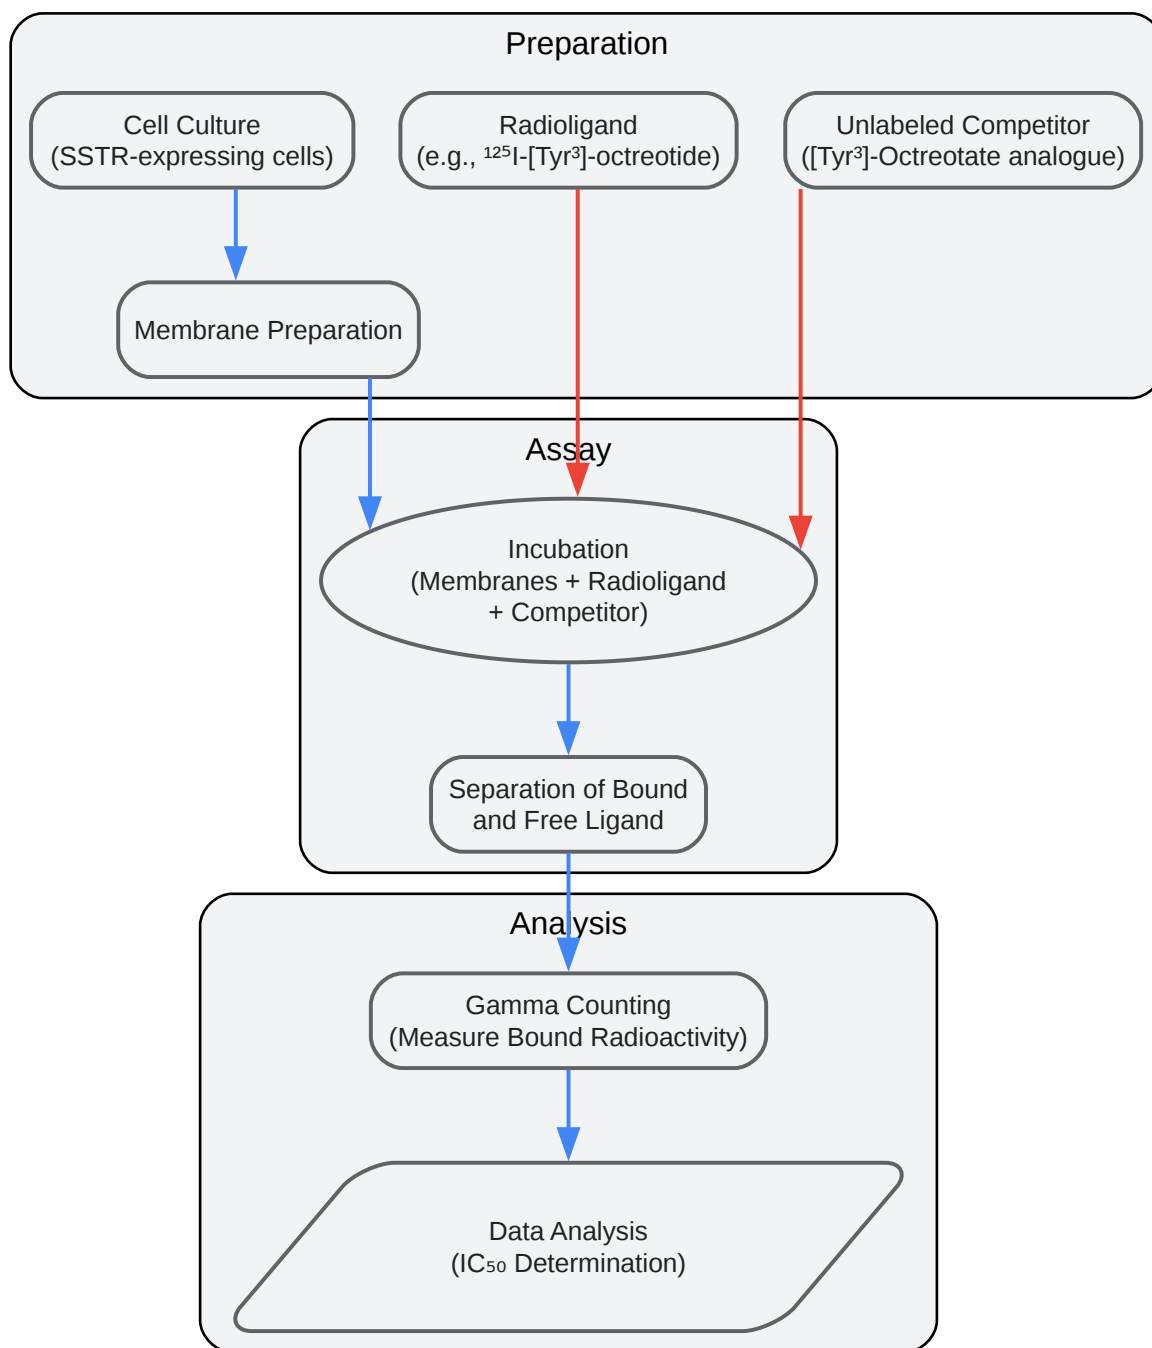 Preparation
Cell Culture
(SSTR-expressing cells)
Radioligand
(e.g., ¹²⁵I-[Tyr³]-octreotide)
Unlabeled Competitor
([Tyr³]-Octreotate analogue)
Membrane Preparation
Assay
Incubation
(Membranes + Radioligand
+ Competitor)
Separation of Bound
and Free Ligand
Analysis
Gamma Counting
(Measure Bound Radioactivity)
Data Analysis
(IC₅₀ Determination)